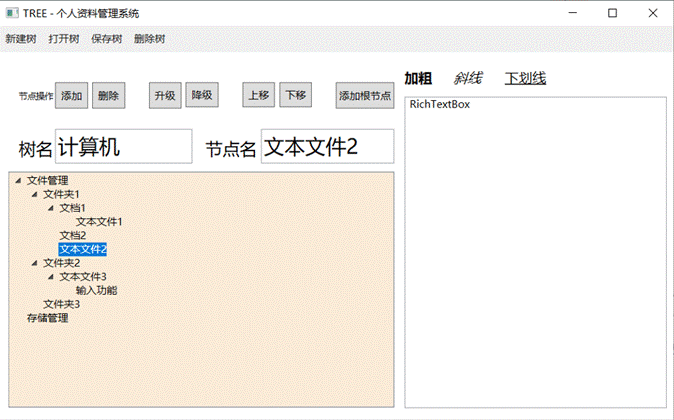 TREE - 个人资料管理系统
新建树 打开树 保存树 删除树
节点操作 添加 删除 升级 降级 上移 下移 添加根节点
树名 计算机 节点名 文本文件2
文件管理
文件夹1
文档1
文本文件1
文档2
文本文件2
文件夹2
文本文件3
输入功能
文件夹3
存储管理
加粗 斜线 下划线
RichTextBox